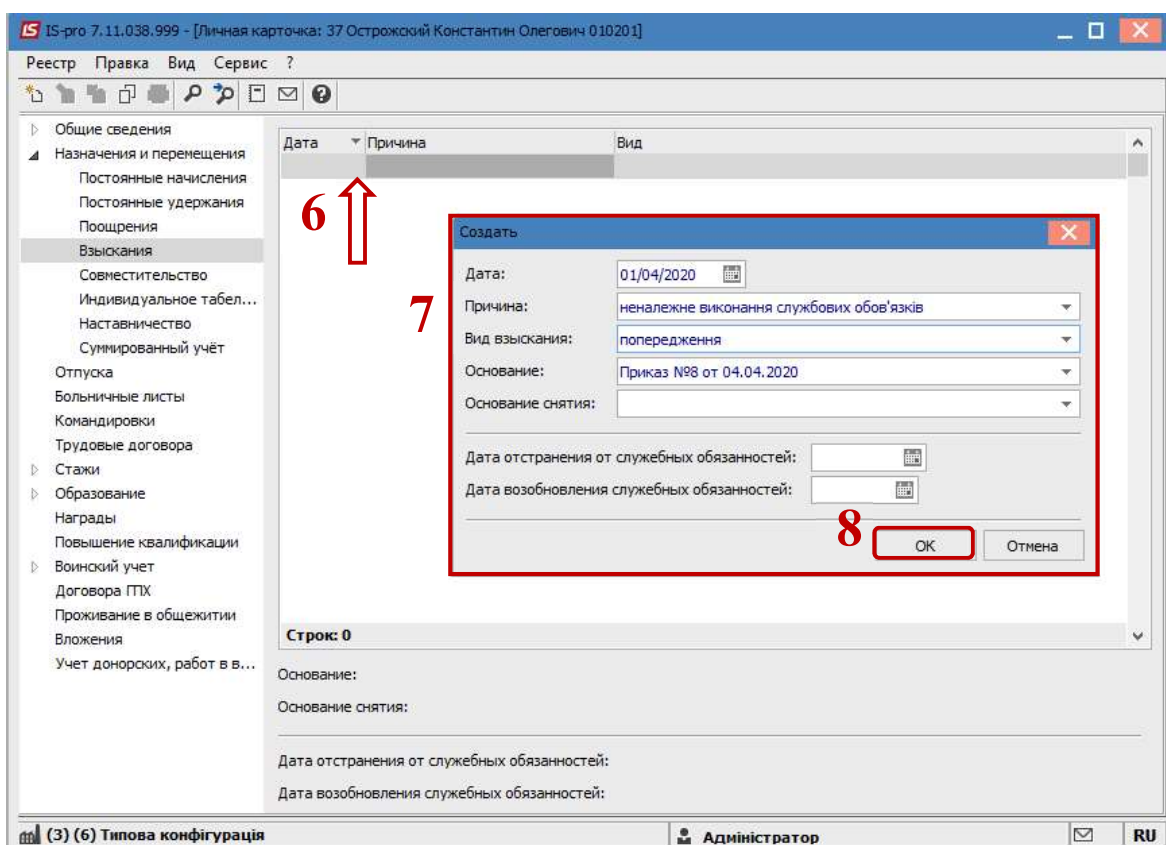 IS-pro 7.11.038.999 - [Личная карточка: 37 Острожский Константин Олегович 010201]
Реестр Правка Вид Сервис ?
Общие сведения
Назначения и перемещения
Постоянные начисления
Постоянные удержания
Поощрения
Взыскания
Совместительство
Индивидуальное табел...
Наставничество
Суммированный учёт
Отпуска
Больничные листы
Командировки
Трудовые договора
Стажи
Образование
Награды
Повышение квалификации
Воинский учет
Договора ГПХ
Проживание в общежитии
Вложения
Учет донорских, работ в в...
Дата Причина Вид
6
7
Создать
Дата: 01/04/2020
Причина: неналежне виконання службових обов'язків
Вид взыскания: попередження
Основание: Приказ №8 от 04.04.2020
Основание снятия:
Дата отстранения от служебных обязанностей:
Дата возобновления служебных обязанностей:
8
OK Отмена
Строк: 0
Основание:
Основание снятия:
Дата отстранения от служебных обязанностей:
Дата возобновления служебных обязанностей:
(3) (6) Типова конфігурація Адміністратор RU